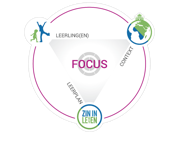 LEERLING(EN)
CONTEXT
FOCUS
LEERPLAN
ZIN IN
LEREN